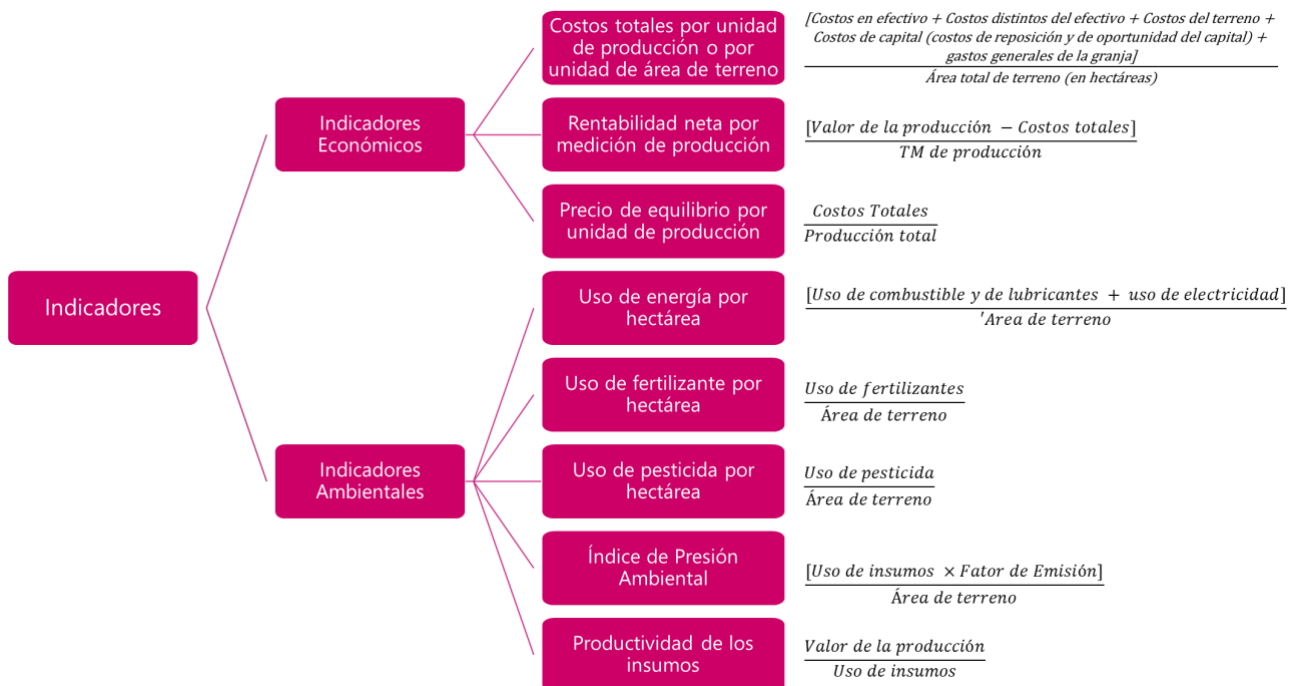 Indicadores
Indicadores
Económicos
Costos totales por unidad
de producción o por
unidad de área de terreno
[Costos en efectivo + Costos distintos del efectivo + Costos del terreno +
Costos de capital (costos de reposición y de oportunidad del capital) +
gastos generales de la granja]
Área total de terreno (en hectáreas)
Rentabilidad neta por
medición de producción
[Valor de la producción − Costos totales]
TM de producción
Precio de equilibrio por
unidad de producción
Costos Totales
Producción total
Indicadores
Ambientales
Uso de energía por
hectárea
[Uso de combustible y de lubricantes + uso de electricidad]
'Area de terreno
Uso de fertilizante por
hectárea
Uso de fertilizantes
Área de terreno
Uso de pesticida por
hectárea
Uso de pesticida
Área de terreno
Índice de Presión
Ambiental
[Uso de insumos × Fator de Emisión]
Área de terreno
Productividad de los
insumos
Valor de la producción
Uso de insumos